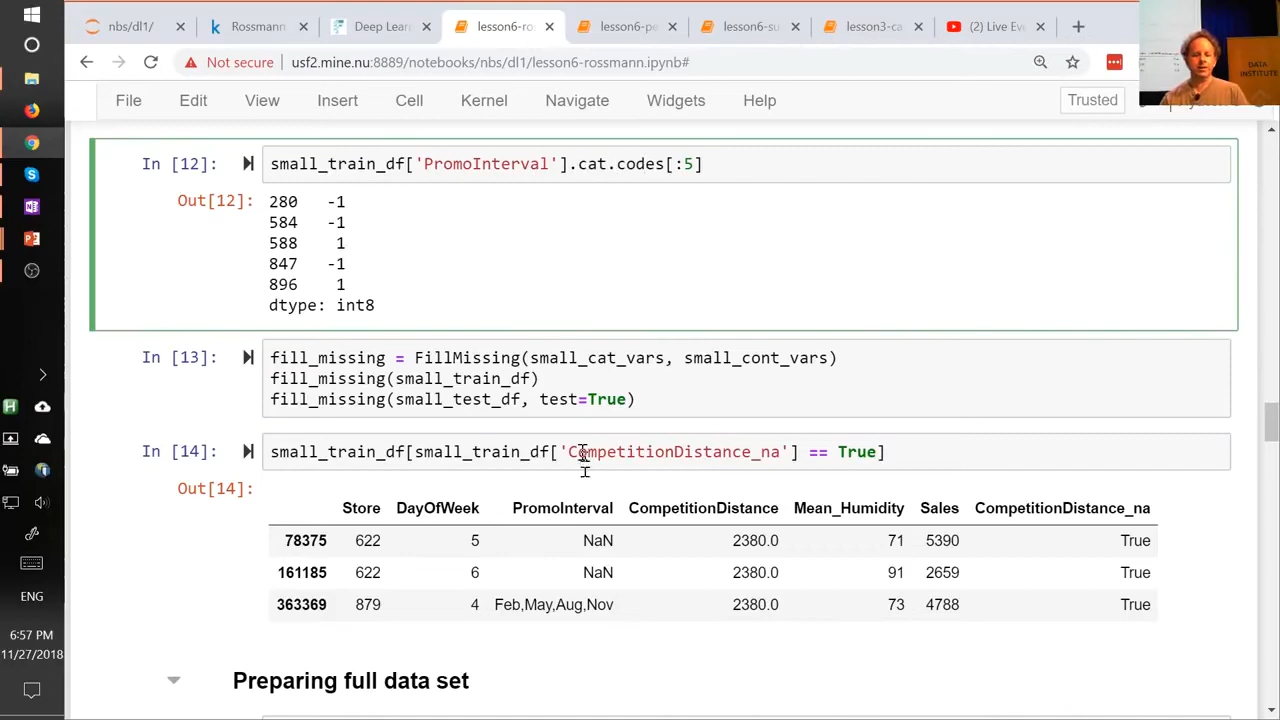 nbs/dl1/
Rossmann
Deep Learn
lesson6-ro
lesson6-pe
lesson6-su
lesson3-ca
(2) Live Eve
Not secure
usf2.mine.nu:8889/notebooks/nbs/dl1/lesson6-rossmann.ipynb#
File Edit View Insert Cell Kernel Navigate Widgets Help
Trusted
DATA
INSTITUTE
In [12]: small_train_df['PromoInterval'].cat.codes[:5]
Out[12]: 280 -1
584 -1
588 1
847 -1
896 1
dtype: int8
In [13]: fill_missing = FillMissing(small_cat_vars, small_cont_vars)
fill_missing(small_train_df)
fill_missing(small_test_df, test=True)
In [14]: small_train_df[small_train_df['CompetitionDistance_na'] == True]
Out[14]:
Store DayOfWeek PromoInterval CompetitionDistance Mean_Humidity Sales CompetitionDistance_na
78375 622 5 NaN 2380.0 71 5390 True
161185 622 6 NaN 2380.0 91 2659 True
363369 879 4 Feb,May,Aug,Nov 2380.0 73 4788 True
Preparing full data set
ENG
6:57 PM
11/27/2018